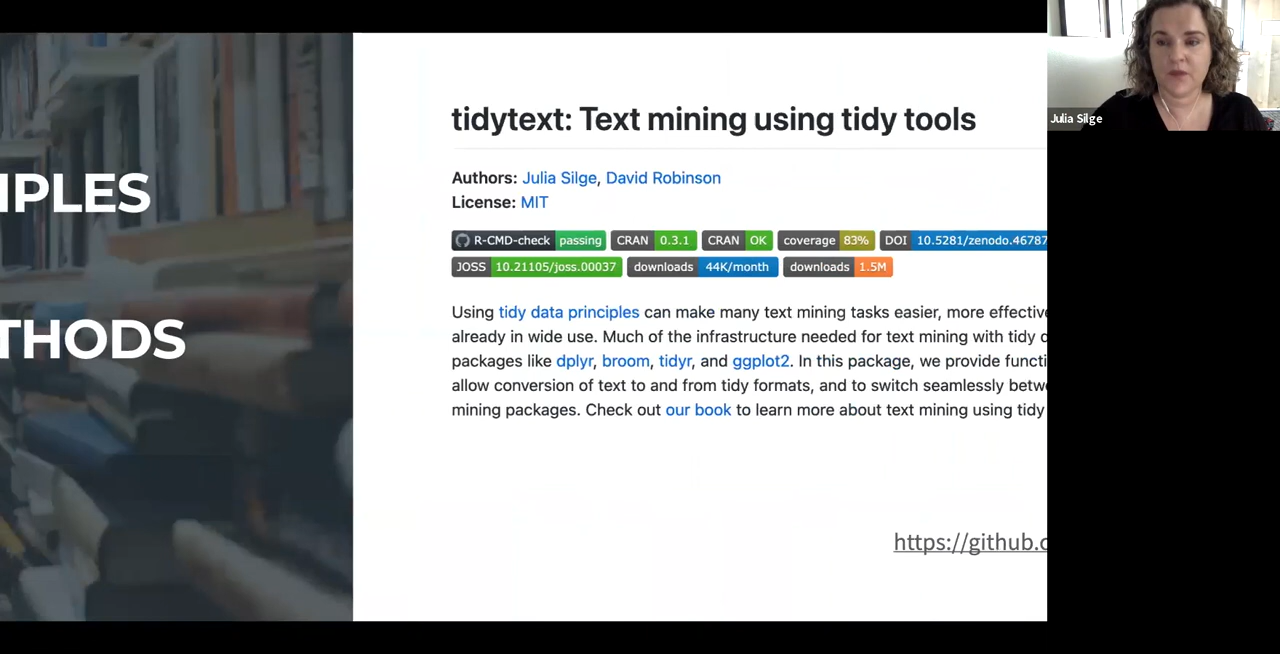 IPLES
THODS
tidytext: Text mining using tidy tools
Authors: Julia Silge, David Robinson
License: MIT
R-CMD-check passing CRAN 0.3.1 CRAN OK coverage 83% DOI 10.5281/zenodo.46787
JOSS 10.21105/joss.00037 downloads 44K/month downloads 1.5M
Using tidy data principles can make many text mining tasks easier, more effective
already in wide use. Much of the infrastructure needed for text mining with tidy d
packages like dplyr, broom, tidyr, and ggplot2. In this package, we provide functi
allow conversion of text to and from tidy formats, and to switch seamlessly betw
mining packages. Check out our book to learn more about text mining using tidy
https://github.c
Julia Silge